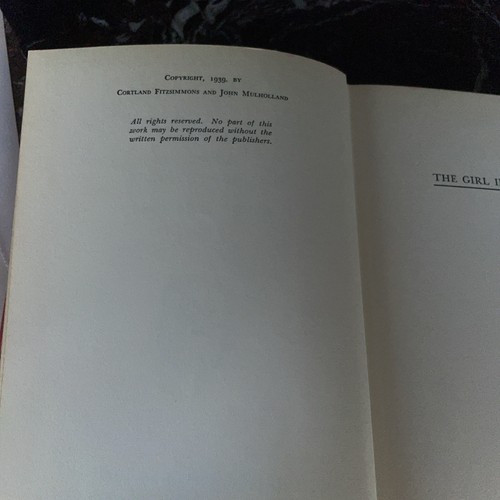 Copyright, 1939, by
Cortland Fitzsimmons and John Mulholland
All rights reserved. No part of this
work may be reproduced without the
written permission of the publishers.
THE GIRL